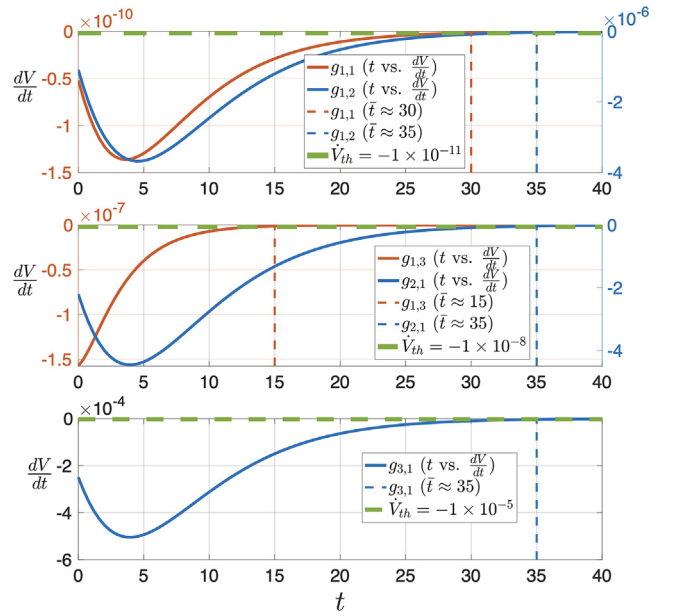 ×10⁻¹⁰ ×10⁻⁶
0 0
-0.5
-1
-1.5
-2
-4
dV/dt
g₁,₁ (t vs. dV/dt)
g₁,₂ (t vs. dV/dt)
g₁,₁ (t̄ ≈ 30)
g₁,₂ (t̄ ≈ 35)
V̇ₜₕ = −1 × 10⁻¹¹
0 5 10 15 20 25 30 35 40
×10⁻⁷
0 0
-0.5
-1
-1.5
-2
-4
dV/dt
g₁,₃ (t vs. dV/dt)
g₂,₁ (t vs. dV/dt)
g₁,₃ (t̄ ≈ 15)
g₂,₁ (t̄ ≈ 35)
V̇ₜₕ = −1 × 10⁻⁸
0 5 10 15 20 25 30 35 40
×10⁻⁴
0
-2
-4
-6
dV/dt
g₃,₁ (t vs. dV/dt)
g₃,₁ (t̄ ≈ 35)
V̇ₜₕ = −1 × 10⁻⁵
0 5 10 15 20 25 30 35 40
t